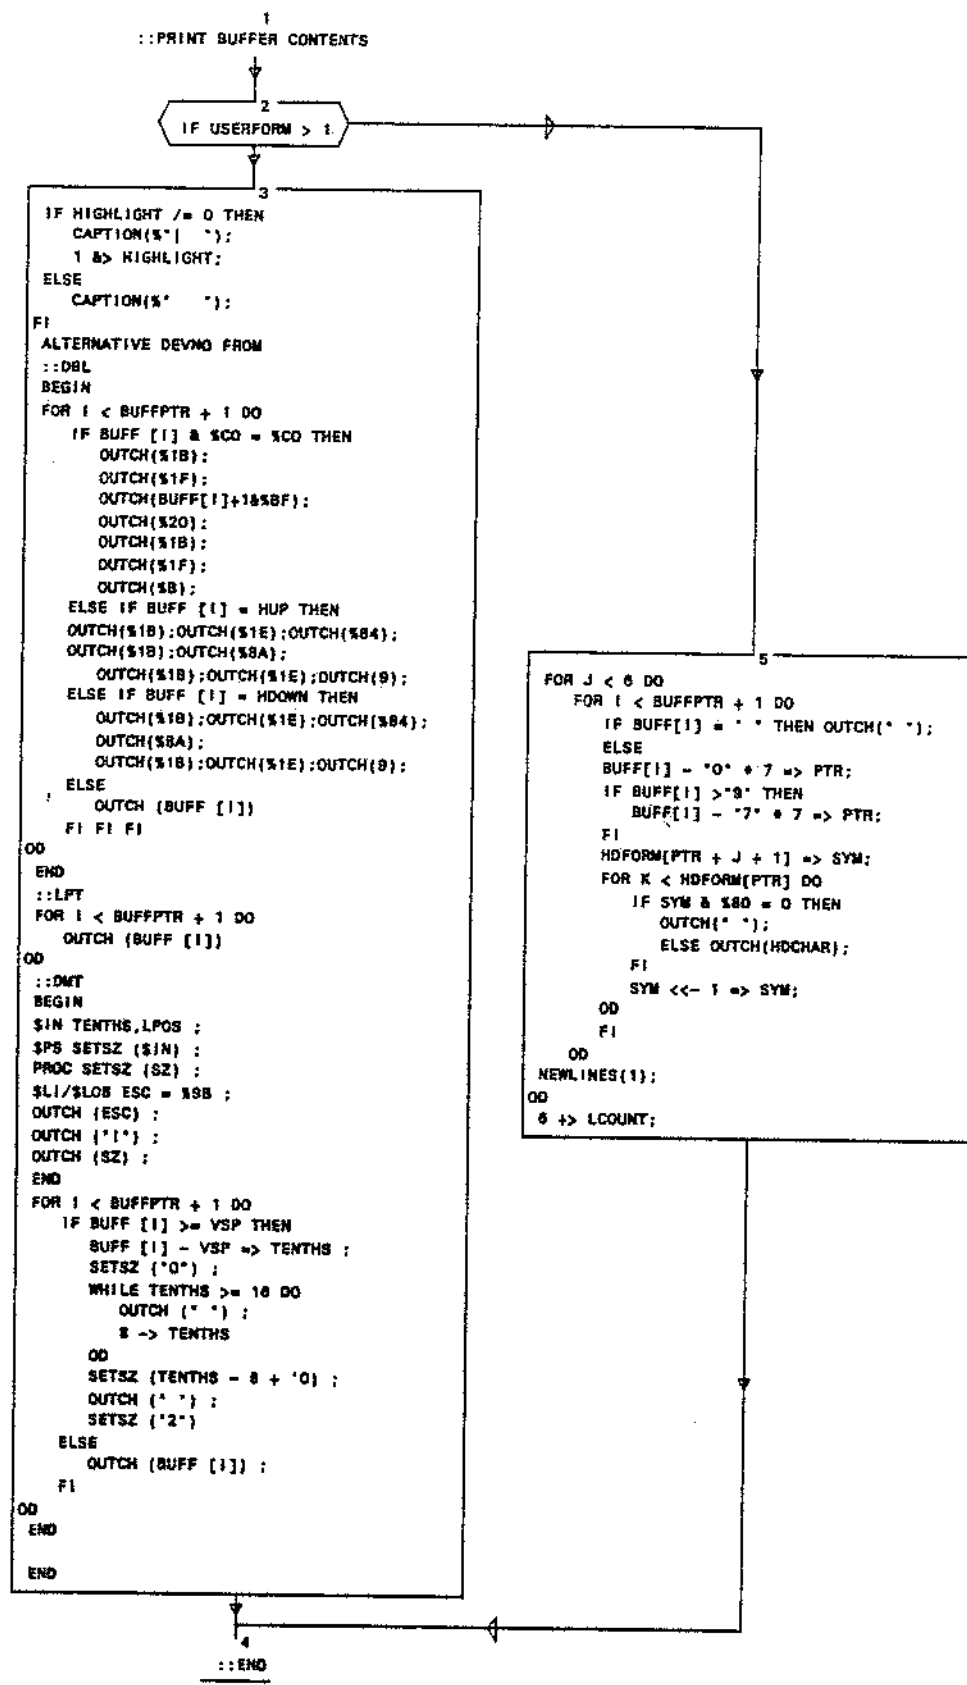 1
::PRINT BUFFER CONTENTS
2
IF USERFORM > 1
3
IF HIGHLIGHT /= 0 THEN
CAPTION(%"|   ");
1 &> HIGHLIGHT;
ELSE
CAPTION(%"    ");
FI
ALTERNATIVE DEVNO FROM
::DBL
BEGIN
FOR I < BUFFPTR + 1 DO
IF BUFF [I] & %C0 = %C0 THEN
OUTCH(%1B);
OUTCH(%1F);
OUTCH(BUFF[I]+1&%BF);
OUTCH(%20);
OUTCH(%1B);
OUTCH(%1F);
OUTCH(%B);
ELSE IF BUFF [I] = HUP THEN
OUTCH(%1B);OUTCH(%1E);OUTCH(%84);
OUTCH(%1B);OUTCH(%8A);
OUTCH(%1B);OUTCH(%1E);OUTCH(9);
ELSE IF BUFF [I] = HDOWN THEN
OUTCH(%1B);OUTCH(%1E);OUTCH(%84);
OUTCH(%8A);
OUTCH(%1B);OUTCH(%1E);OUTCH(9);
ELSE
OUTCH (BUFF [I])
FI FI FI
OD
END
::LPT
FOR I < BUFFPTR + 1 DO
OUTCH (BUFF [I])
OD
::DMT
BEGIN
$IN TENTHS,LPOS ;
$PS SETSZ ($IN) ;
PROC SETSZ (SZ) ;
$LI/$LO8 ESC = %9B ;
OUTCH (ESC) ;
OUTCH ("[") ;
OUTCH (SZ) ;
END
FOR I < BUFFPTR + 1 DO
IF BUFF [I] >= VSP THEN
BUFF [I] - VSP => TENTHS ;
SETSZ ("0") ;
WHILE TENTHS >= 16 DO
OUTCH (" ") ;
8 -> TENTHS
OD
SETSZ (TENTHS - 8 + '0) ;
OUTCH (" ") ;
SETSZ ("2")
ELSE
OUTCH (BUFF [I]) ;
FI
OD
END
END
5
FOR J < 6 DO
FOR I < BUFFPTR + 1 DO
IF BUFF[I] = " " THEN OUTCH(" ");
ELSE
BUFF[I] - "0" * 7 => PTR;
IF BUFF[I] >"9" THEN
BUFF[I] - "7" * 7 => PTR;
FI
HDFORM[PTR + J + 1] => SYM;
FOR K < HDFORM[PTR] DO
IF SYM & %80 = 0 THEN
OUTCH(" ");
ELSE OUTCH(HDCHAR);
FI
SYM <<- 1 => SYM;
OD
FI
OD
NEWLINES(1);
OD
6 +> LCOUNT;
4
::END